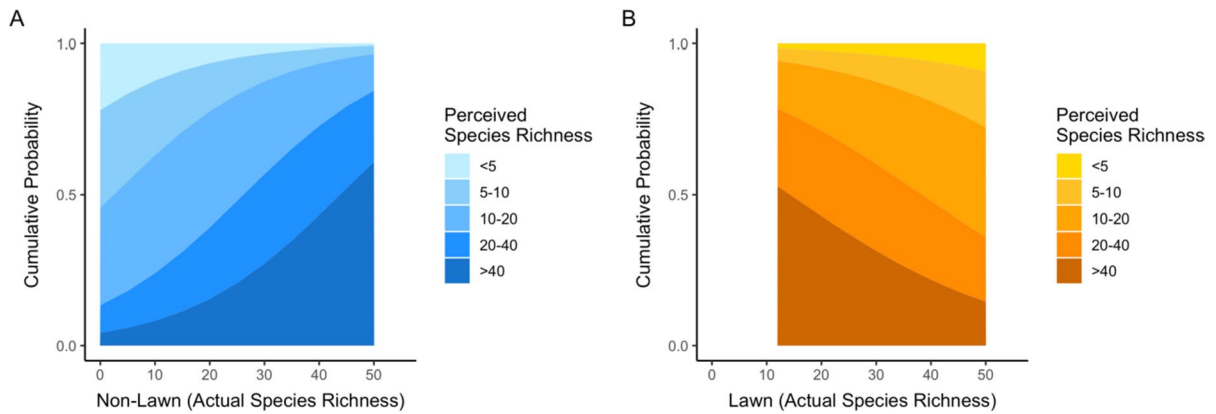 A
Cumulative Probability
1.0
0.5
0.0
0 10 20 30 40 50
Non-Lawn (Actual Species Richness)
Perceived
Species Richness
<5
5-10
10-20
20-40
>40
B
Cumulative Probability
1.0
0.5
0.0
0 10 20 30 40 50
Lawn (Actual Species Richness)
Perceived
Species Richness
<5
5-10
10-20
20-40
>40